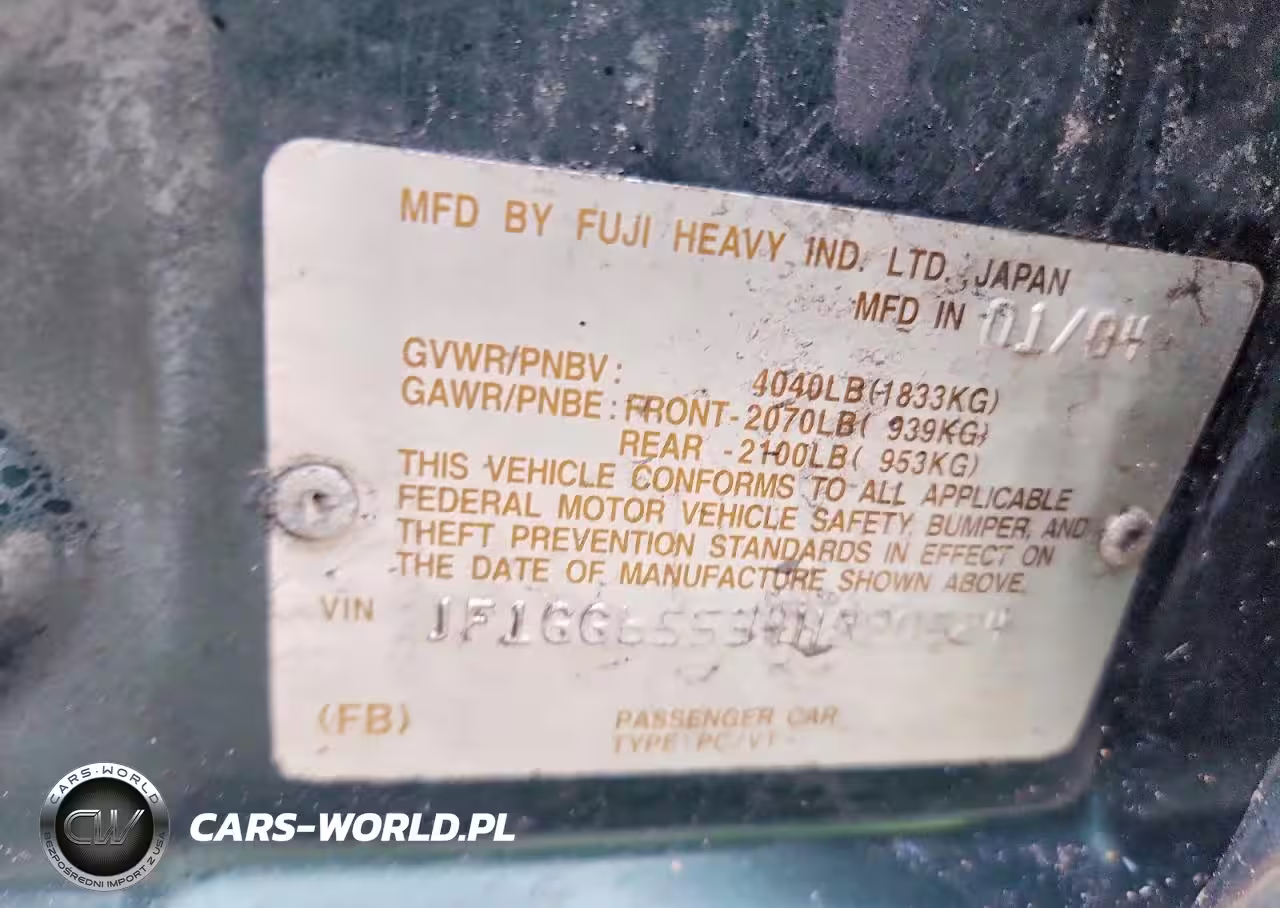 MFD BY FUJI HEAVY IND. LTD. JAPAN
MFD IN 01/04
GVWR/PNBV: 4040LB(1833KG)
GAWR/PNBE: FRONT-2070LB( 939KG)
REAR -2100LB( 953KG)
THIS VEHICLE CONFORMS TO ALL APPLICABLE
FEDERAL MOTOR VEHICLE SAFETY, BUMPER, AND
THEFT PREVENTION STANDARDS IN EFFECT ON
THE DATE OF MANUFACTURE SHOWN ABOVE.
VIN
(FB) PASSENGER CAR
TYPE
CARS-WORLD
CW
BEZPOŚREDNI IMPORT Z USA
CARS-WORLD.PL